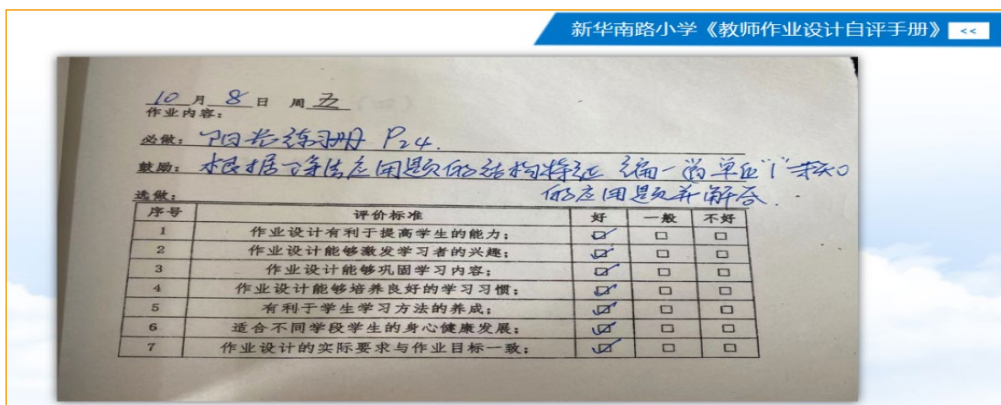 新华南路小学《教师作业设计自评手册》 <<
10月8日 周五
作业内容：
必做：阳光练习册 P24.
鼓励：根据 应用题的结构特征 编一 单位"1"未知
的应用题并解答.
选做：
序号 评价标准 好 一般 不好
1 作业设计有利于提高学生的能力； ☑ □ □
2 作业设计能够激发学习者的兴趣； ☑ □ □
3 作业设计能够巩固学习内容； ☑ □ □
4 作业设计能够培养良好的学习习惯； ☑ □ □
5 有利于学生学习方法的养成； ☑ □ □
6 适合不同学段学生的身心健康发展； ☑ □ □
7 作业设计的实际要求与作业目标一致； ☑ □ □